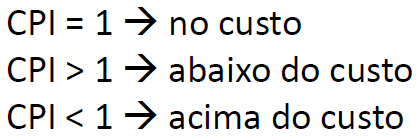 CPI = 1 → no custo
CPI > 1 → abaixo do custo
CPI < 1 → acima do custo